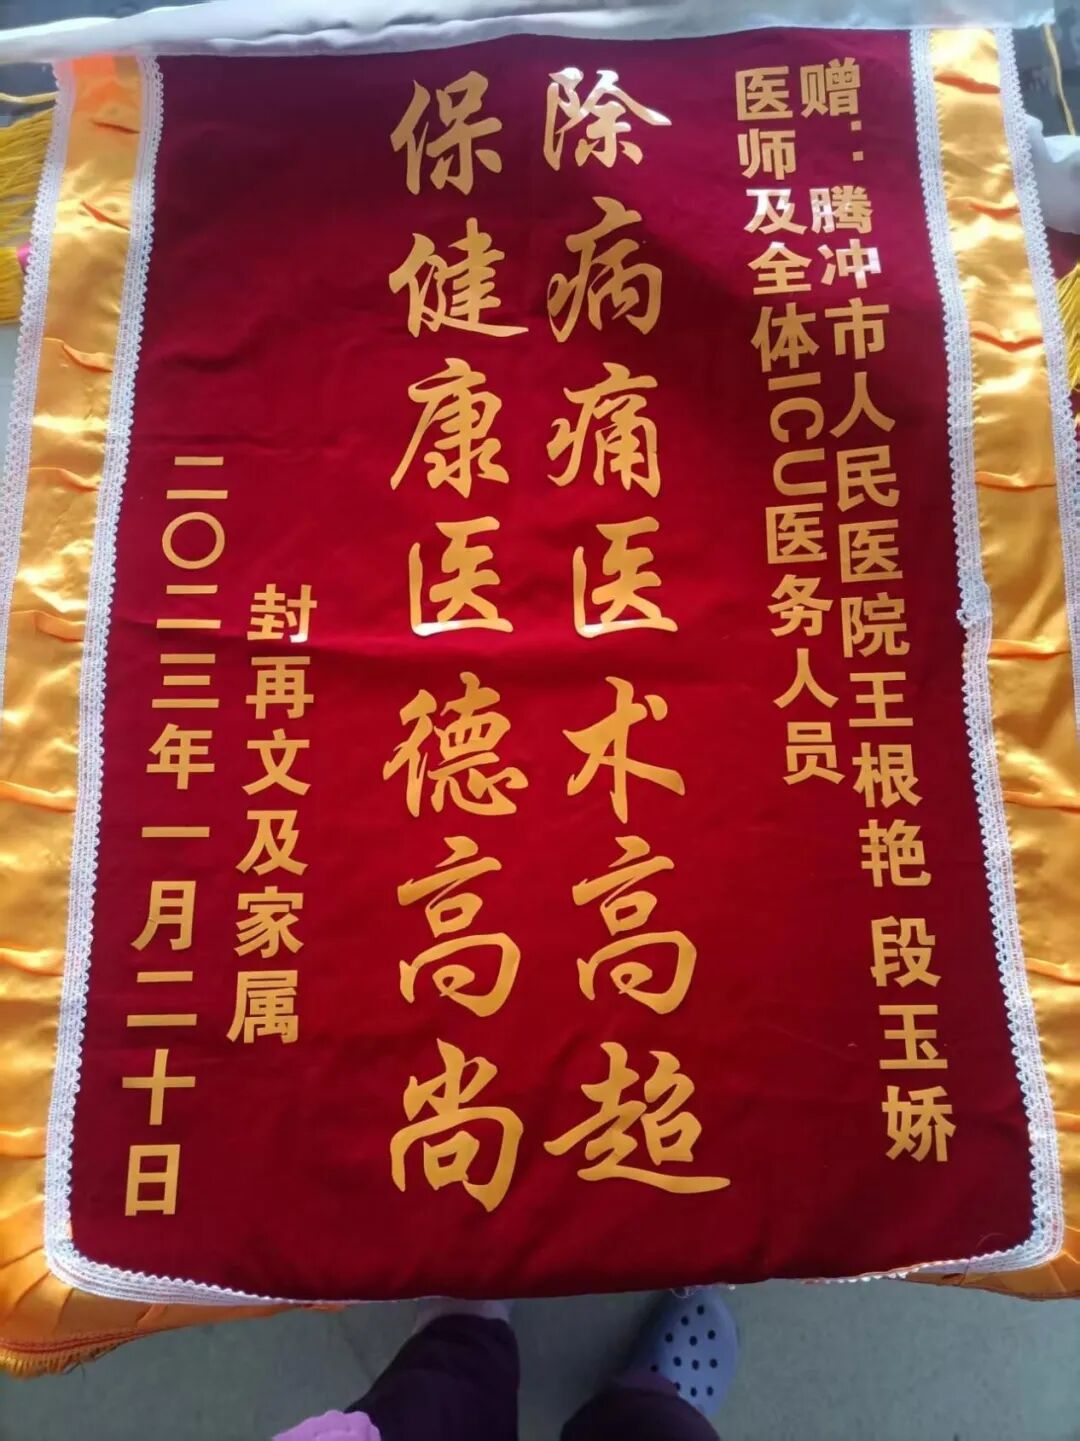 赠：腾冲市人民医院王根艳 段玉娇
医师及全体ICU医务人员
除病痛医术高超
保健康医德高尚
封再文及家属
二〇二三年一月二十日